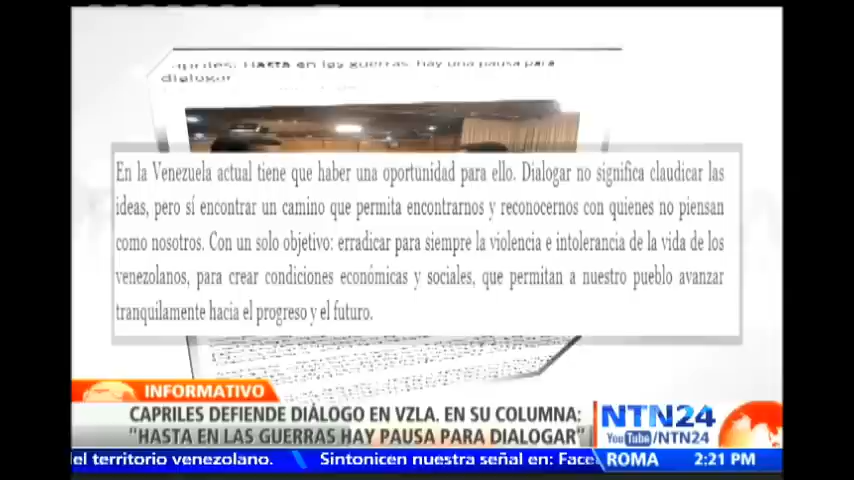 Capriles: Hasta en las guerras hay una pausa para
dialogar
En la Venezuela actual tiene que haber una oportunidad para ello. Dialogar no significa claudicar las
ideas, pero sí encontrar un camino que permita encontrarnos y reconocernos con quienes no piensan
como nosotros. Con un solo objetivo: erradicar para siempre la violencia e intolerancia de la vida de los
venezolanos, para crear condiciones económicas y sociales, que permitan a nuestro pueblo avanzar
tranquilamente hacia el progreso y el futuro.
INFORMATIVO
CAPRILES DEFIENDE DIÁLOGO EN VZLA. EN SU COLUMNA:
"HASTA EN LAS GUERRAS HAY PAUSA PARA DIALOGAR"
NTN24
YouTube/NTN24
el territorio venezolano. \ Sintonicen nuestra señal en: Face
ROMA 2:21 PM